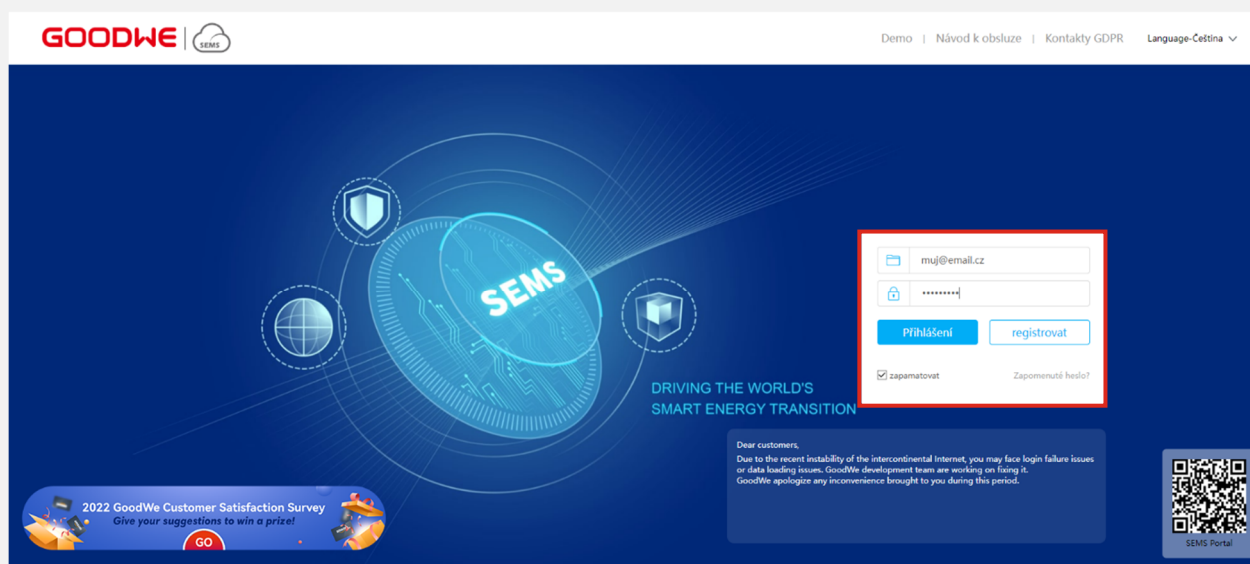 GOODWE SEMS
Demo | Návod k obsluze | Kontakty GDPR Language-Čeština
SEMS
muj@email.cz
•••••••••
Přihlášení registrovat
zapamatovat Zapomenuté heslo?
DRIVING THE WORLD'S
SMART ENERGY TRANSITION
Dear customers,
Due to the recent instability of the intercontinental Internet, you may face login failure issues
or data loading issues. GoodWe development team are working on fixing it.
GoodWe apologize any inconvenience brought to you during this period.
2022 GoodWe Customer Satisfaction Survey
Give your suggestions to win a prize!
GO
SEMS Portal